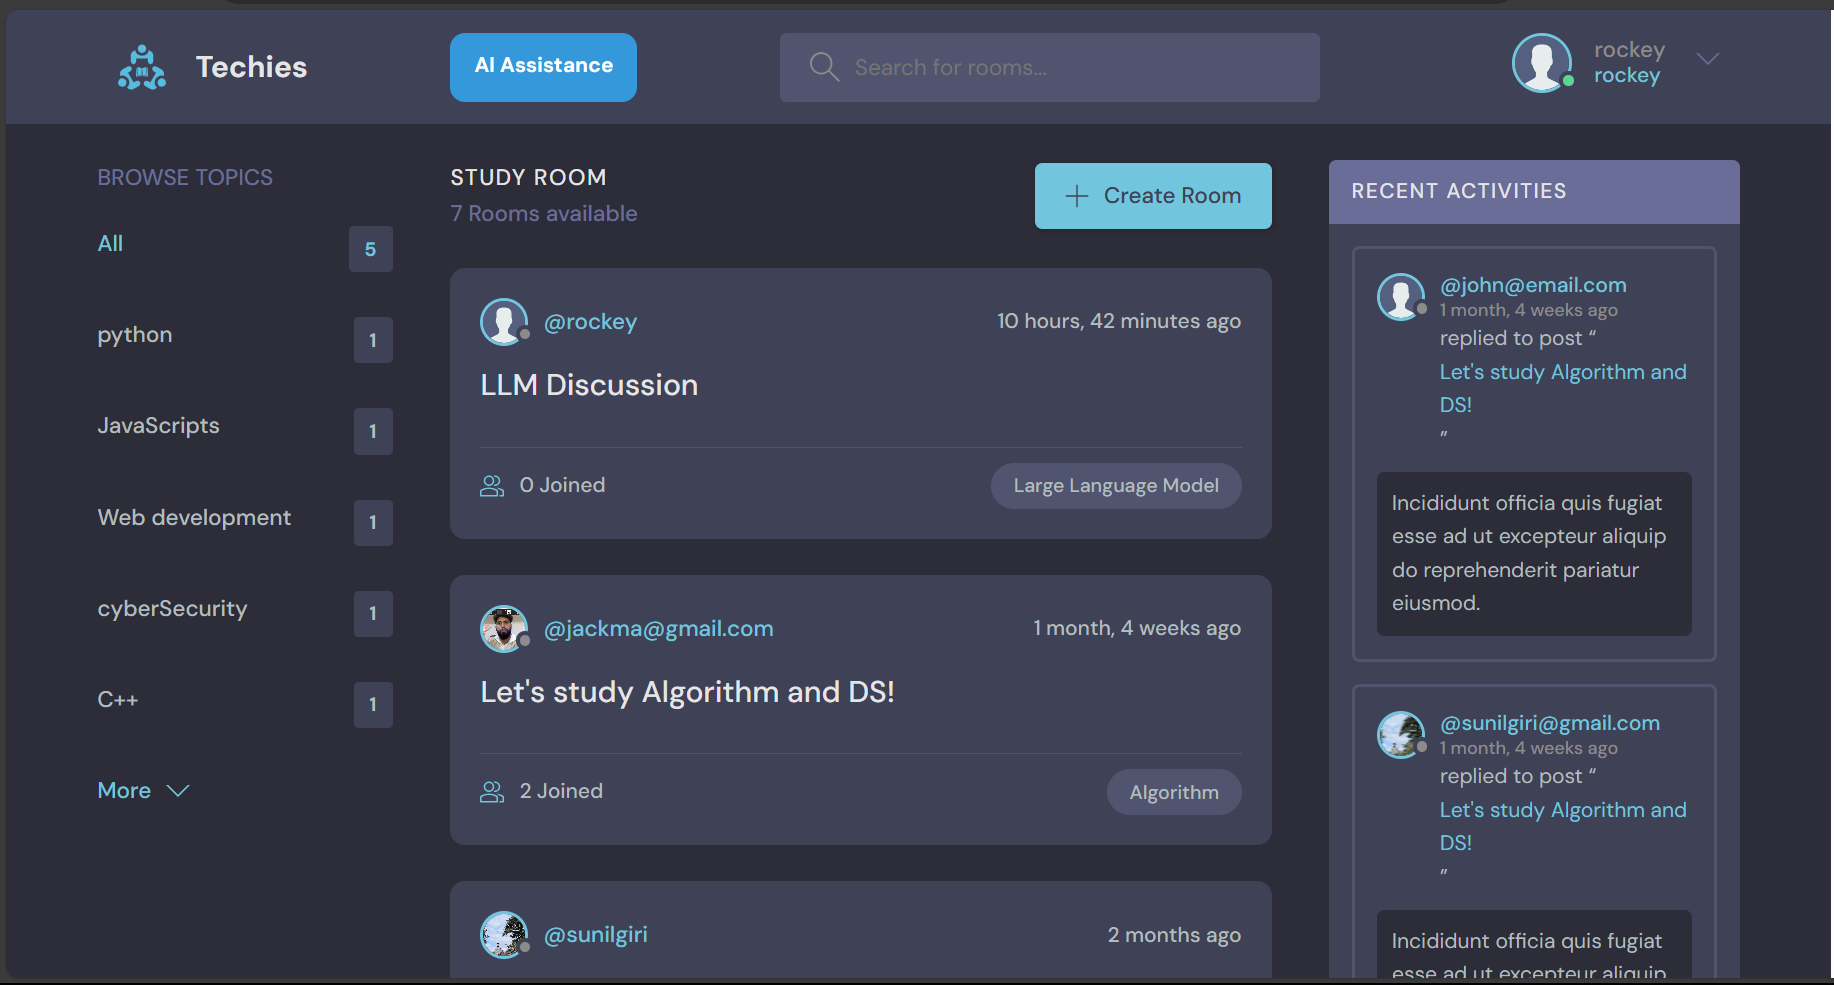 Techies
AI Assistance
Search for rooms...
rockey
rockey
BROWSE TOPICS
All
5
python
1
JavaScripts
1
Web development
1
cyberSecurity
1
C++
1
More
STUDY ROOM
7 Rooms available
Create Room
@rockey
10 hours, 42 minutes ago
LLM Discussion
0 Joined
Large Language Model
@jackma@gmail.com
1 month, 4 weeks ago
Let's study Algorithm and DS!
2 Joined
Algorithm
@sunilgiri
2 months ago
RECENT ACTIVITIES
@john@email.com
1 month, 4 weeks ago
replied to post “
Let's study Algorithm and
DS!
”
Incididunt officia quis fugiat
esse ad ut excepteur aliquip
do reprehenderit pariatur
eiusmod.
@sunilgiri@gmail.com
1 month, 4 weeks ago
replied to post “
Let's study Algorithm and
DS!
”
Incididunt officia quis fugiat
esse ad ut excepteur aliquip